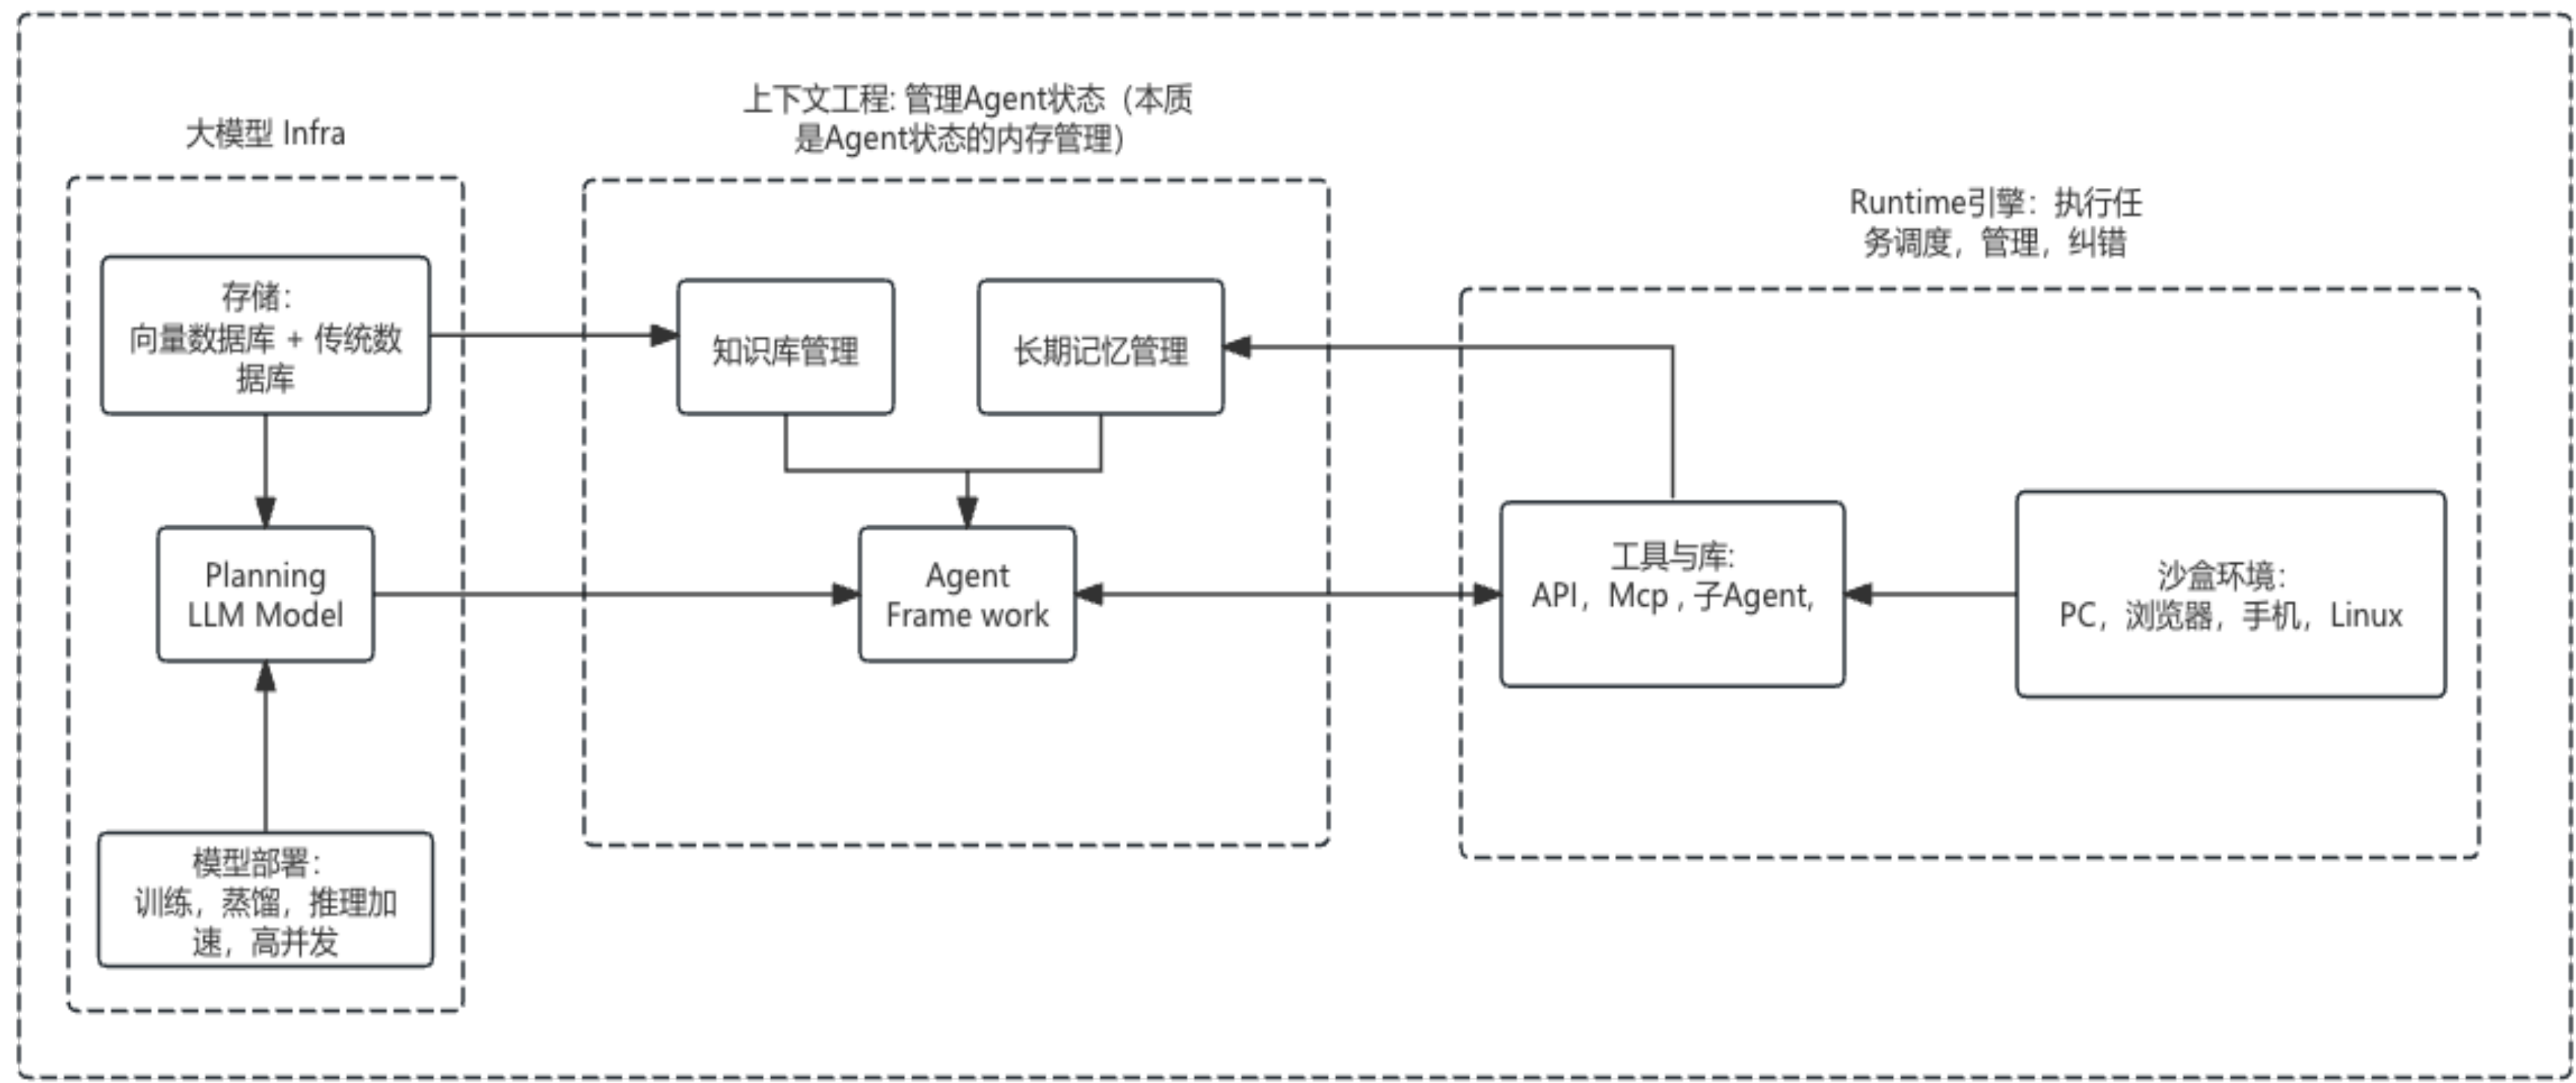 大模型 Infra
存储：
向量数据库 + 传统数
据库
Planning
LLM Model
模型部署：
训练，蒸馏，推理加
速，高并发
上下文工程: 管理Agent状态（本质
是Agent状态的内存管理）
知识库管理
长期记忆管理
Agent
Frame work
Runtime引擎：执行任
务调度，管理，纠错
工具与库:
API，Mcp , 子Agent,
沙盒环境：
PC，浏览器，手机，Linux